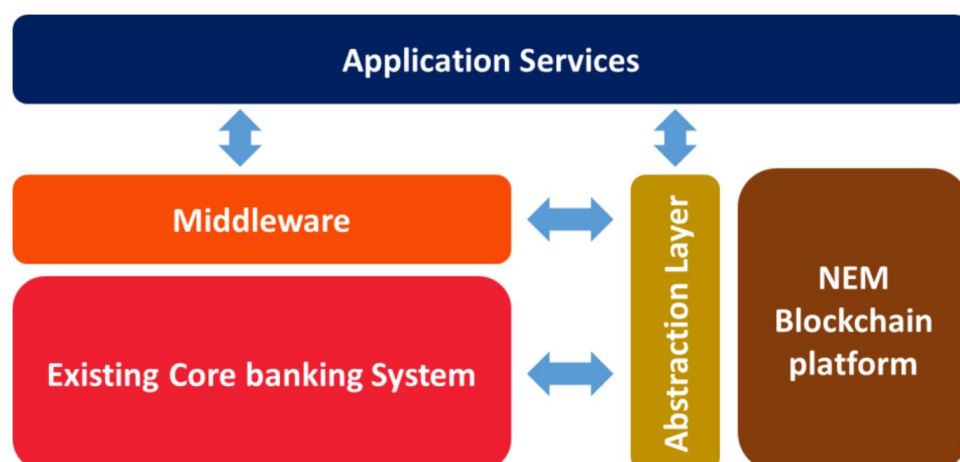 Application Services
Middleware
Abstraction Layer
NEM
Blockchain
platform
Existing Core banking System